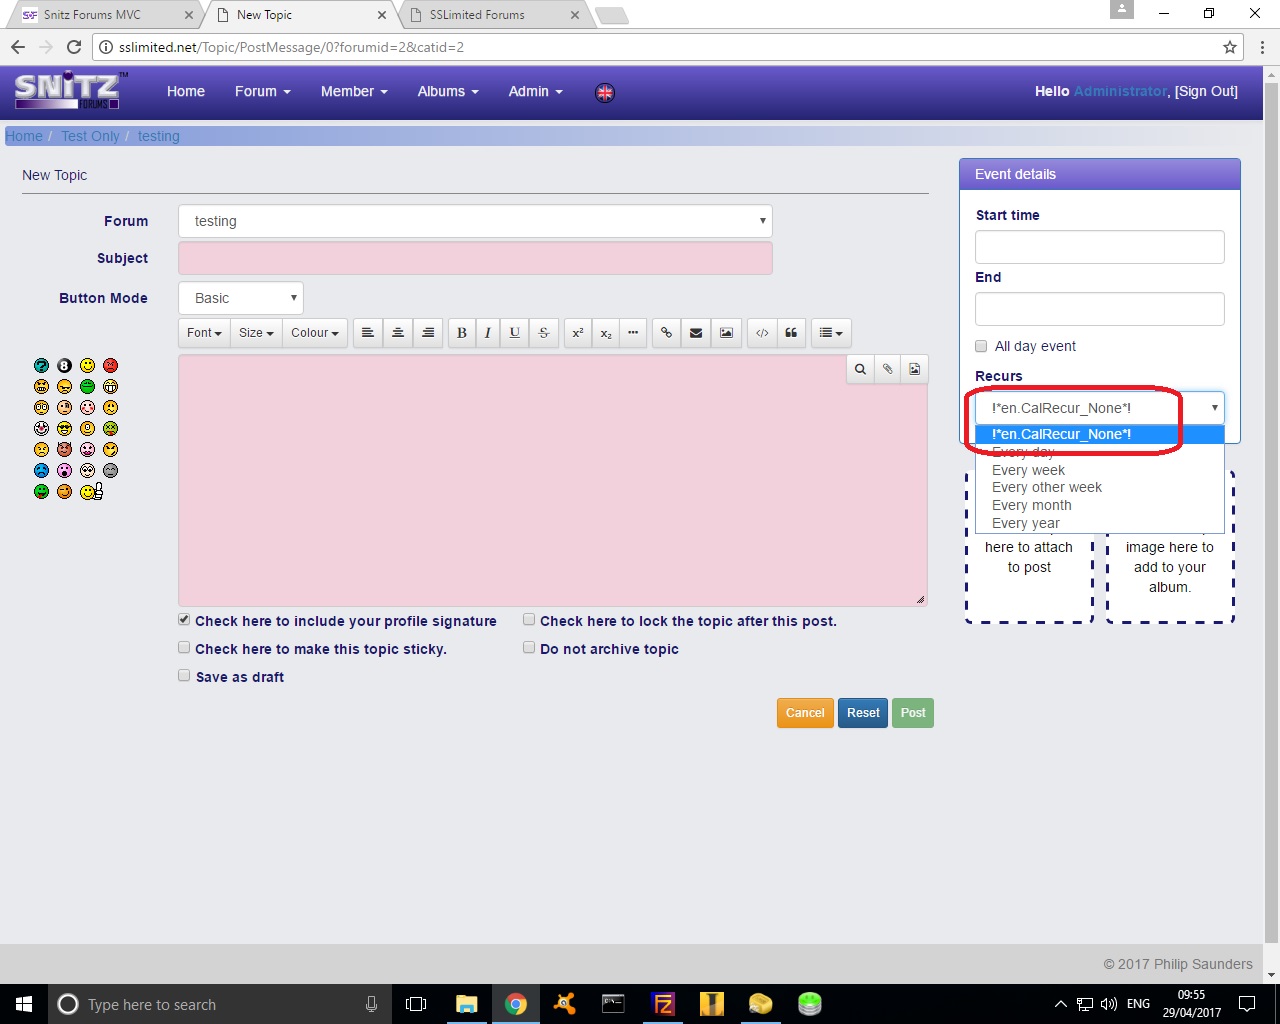 Snitz Forums MVC
New Topic
SSLimited Forums
sslimited.net/Topic/PostMessage/0?forumid=2&catid=2
SNITZ FORUMS TM
Home Forum Member Albums Admin
Hello Administrator, [Sign Out]
Home / Test Only / testing
New Topic
Forum testing
Subject
Button Mode Basic
Font Size Colour B I U S x² x₂
Event details
Start time
End
All day event
Recurs
!*en.CalRecur_None*!
!*en.CalRecur_None*!
Every day
Every week
Every other week
Every month
Every year
here to attach
to post
image here to
add to your
album.
Check here to include your profile signature
Check here to lock the topic after this post.
Check here to make this topic sticky.
Do not archive topic
Save as draft
Cancel Reset Post
© 2017 Philip Saunders
Type here to search
ENG
09:55
29/04/2017